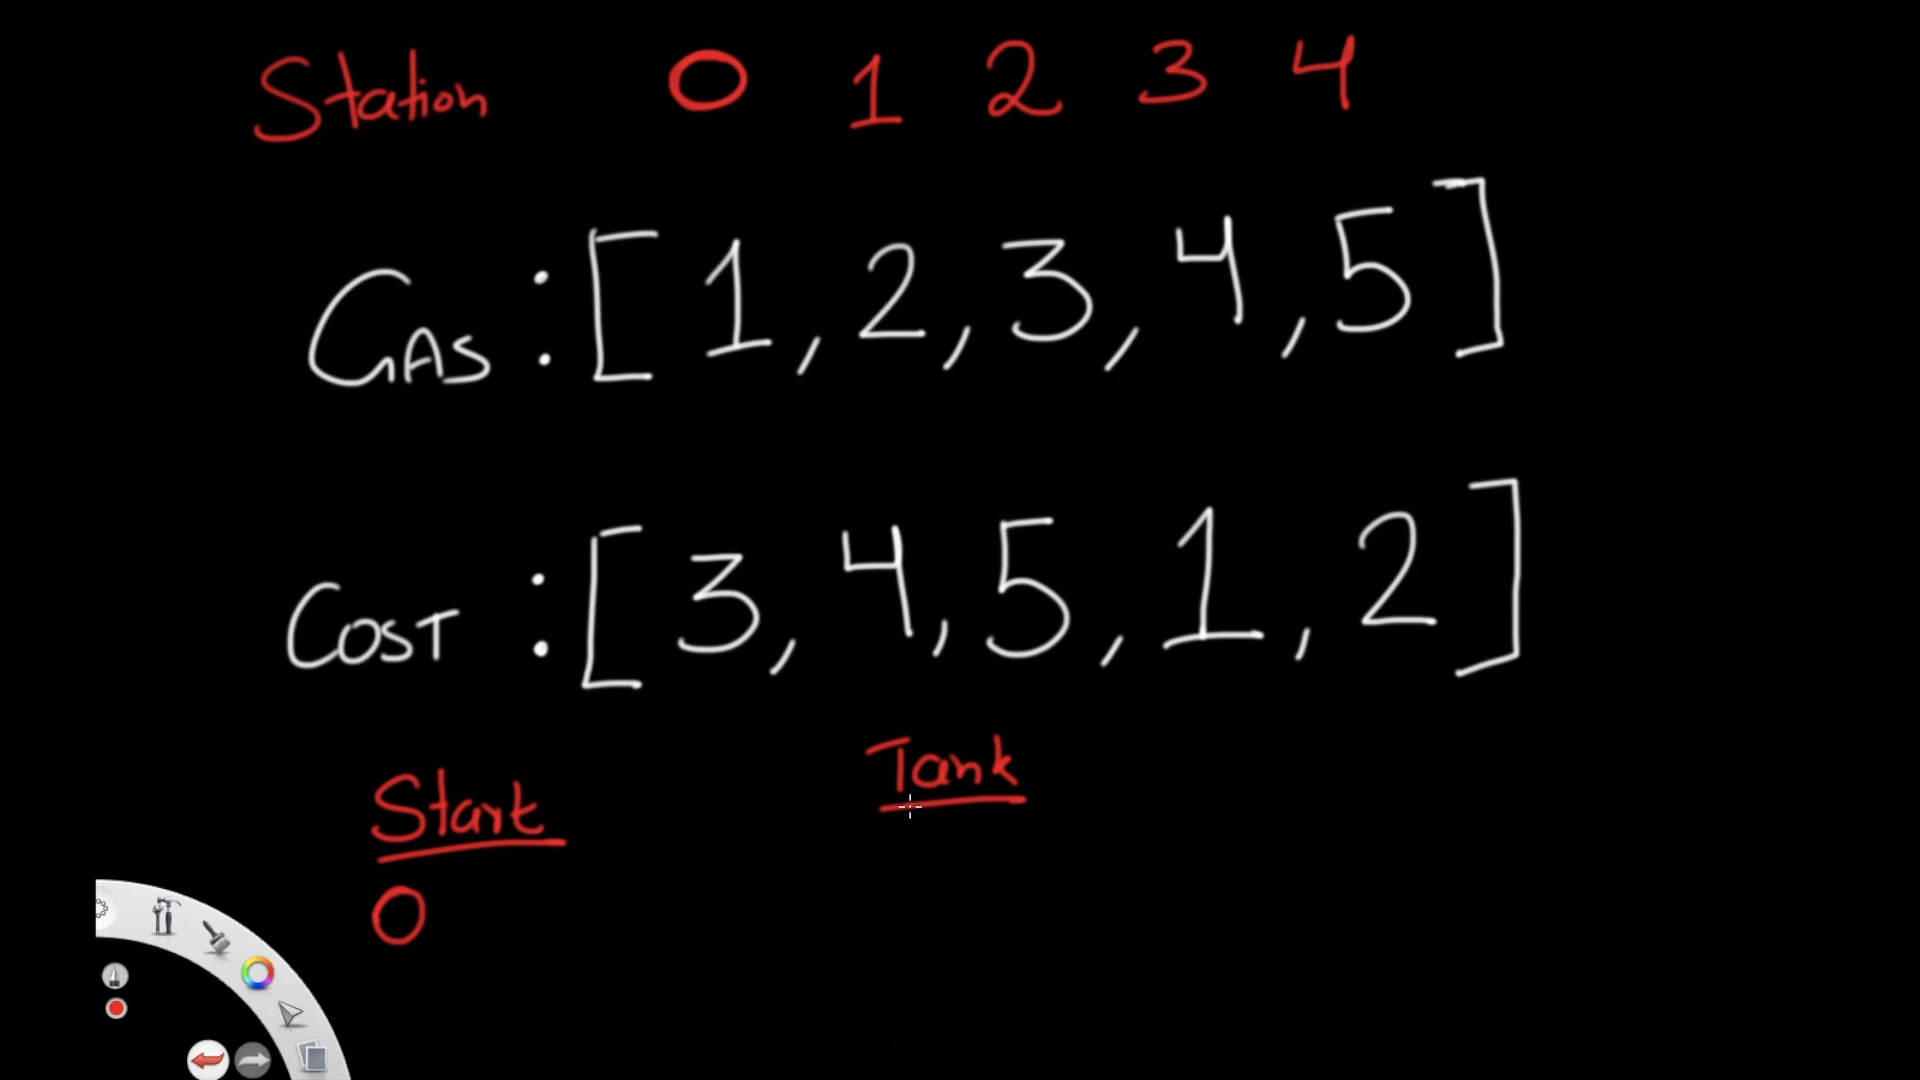 Station 0 1 2 3 4
GAS : [ 1 , 2 , 3 , 4 , 5 ]
COST : [ 3 , 4 , 5 , 1 , 2 ]
Start Tank
0